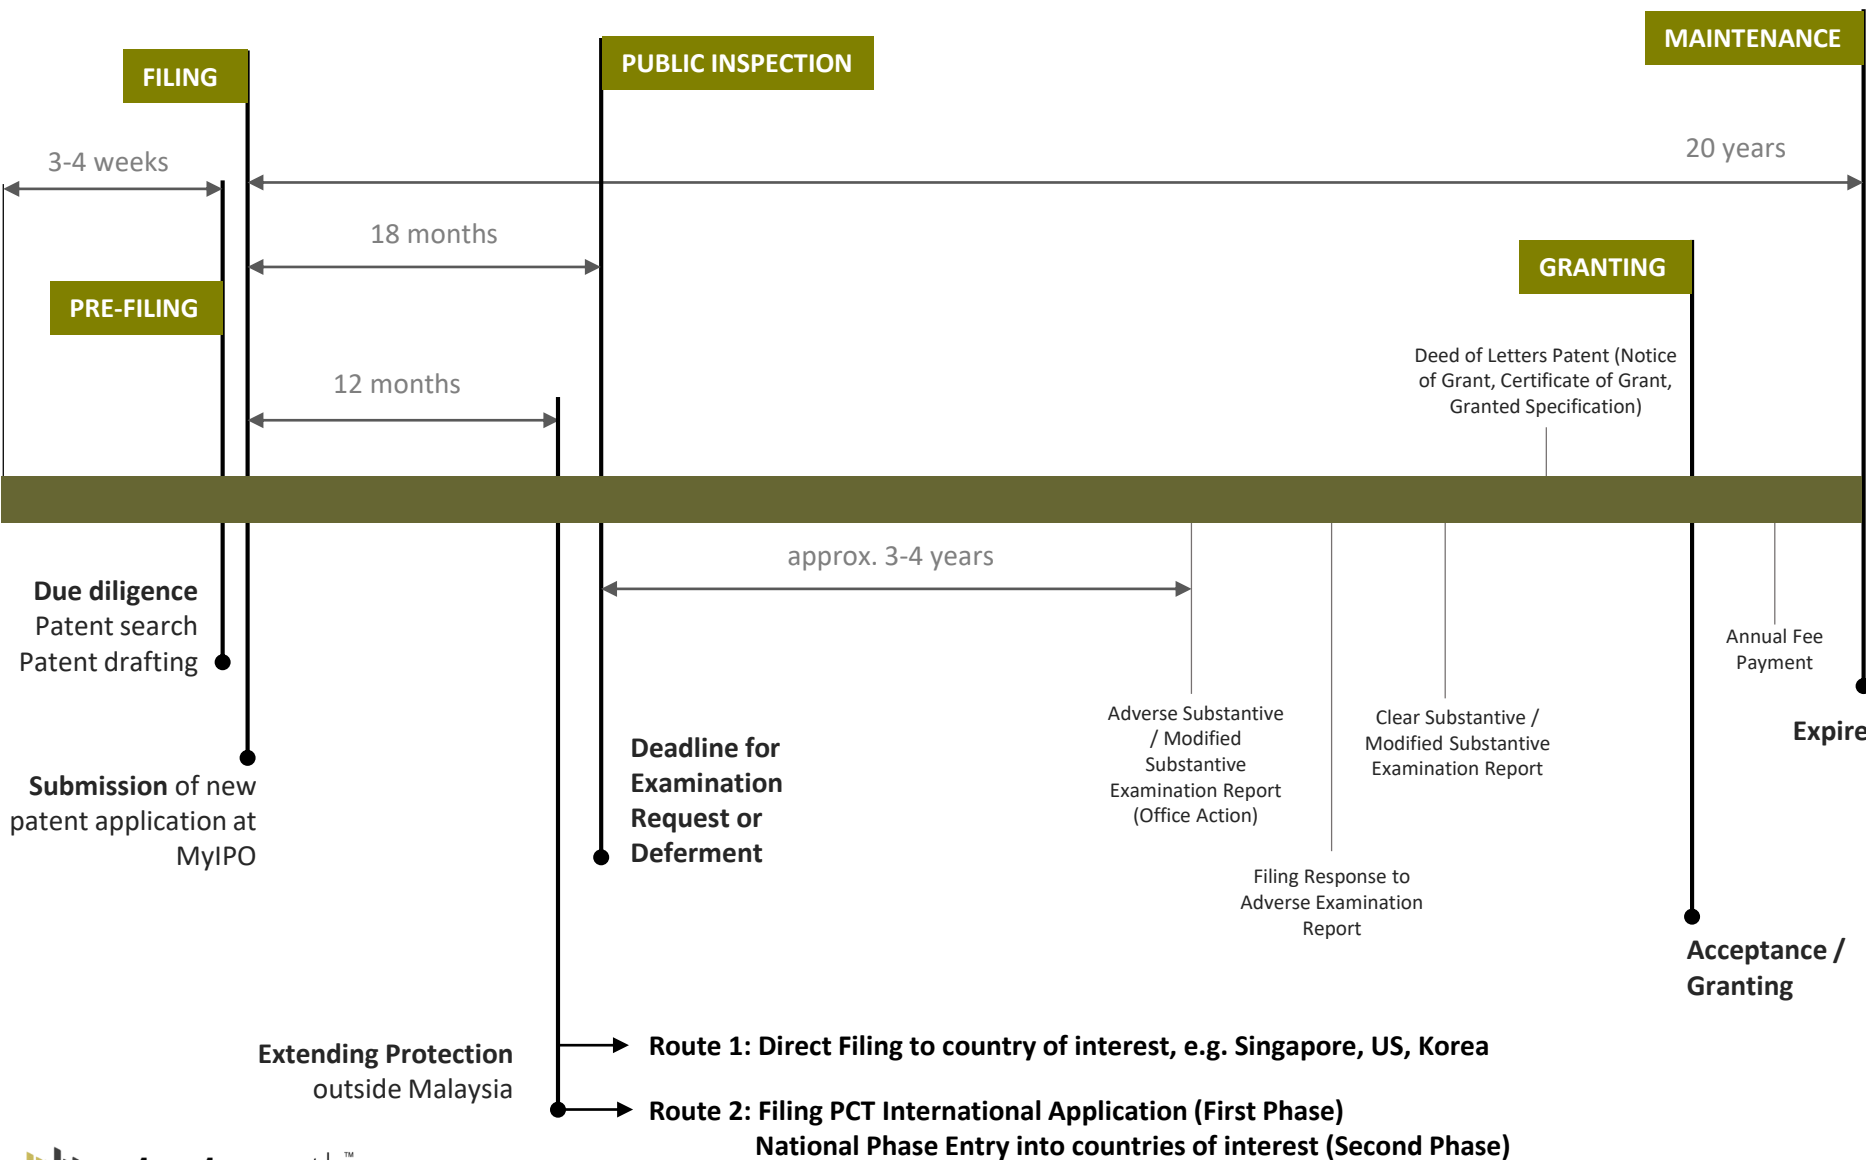 MAINTENANCE
FILING
PUBLIC INSPECTION
3-4 weeks
20 years
18 months
GRANTING
PRE-FILING
Deed of Letters Patent (Notice
of Grant, Certificate of Grant,
Granted Specification)
12 months
approx. 3-4 years
Due diligence
Patent search
Patent drafting
Annual Fee
Payment
Adverse Substantive
/ Modified
Substantive
Examination Report
(Office Action)
Clear Substantive /
Modified Substantive
Examination Report
Expire
Deadline for
Examination
Request or
Deferment
Submission of new
patent application at
MyIPO
Filing Response to
Adverse Examination
Report
Acceptance /
Granting
Extending Protection
outside Malaysia
Route 1: Direct Filing to country of interest, e.g. Singapore, US, Korea
Route 2: Filing PCT International Application (First Phase)
National Phase Entry into countries of interest (Second Phase)
™